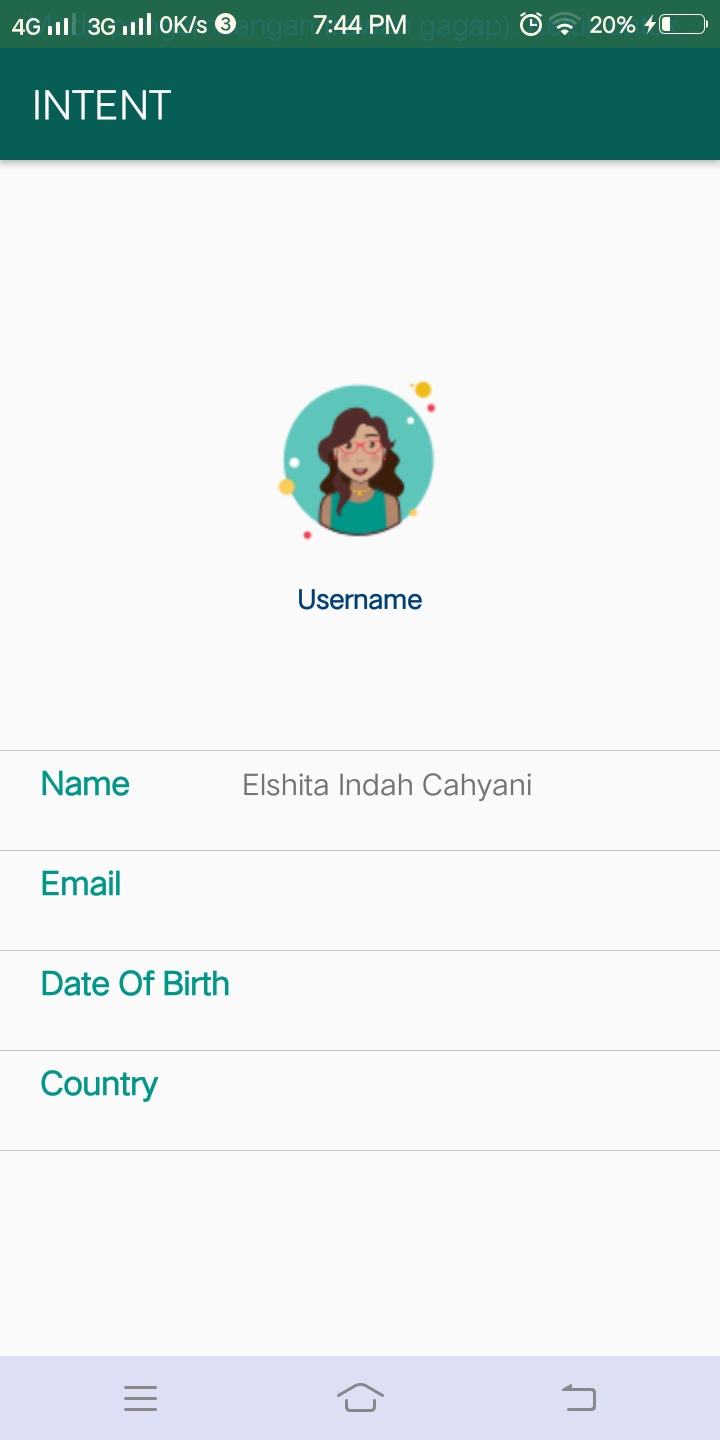 4G 3G 0K/s 3 7:44 PM 20%
INTENT
Username
Name Elshita Indah Cahyani
Email
Date Of Birth
Country